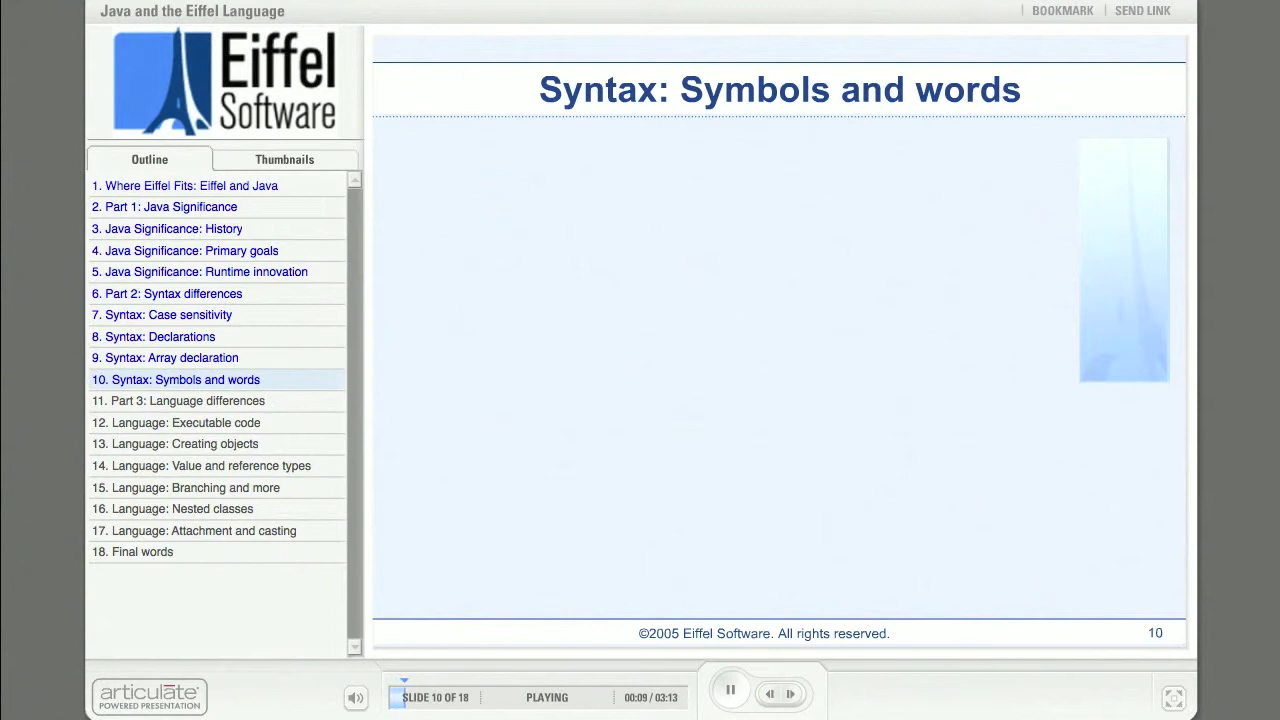 Java and the Eiffel Language
BOOKMARK
SEND LINK
Eiffel
Software
Outline
Thumbnails
1. Where Eiffel Fits: Eiffel and Java
2. Part 1: Java Significance
3. Java Significance: History
4. Java Significance: Primary goals
5. Java Significance: Runtime innovation
6. Part 2: Syntax differences
7. Syntax: Case sensitivity
8. Syntax: Declarations
9. Syntax: Array declaration
10. Syntax: Symbols and words
11. Part 3: Language differences
12. Language: Executable code
13. Language: Creating objects
14. Language: Value and reference types
15. Language: Branching and more
16. Language: Nested classes
17. Language: Attachment and casting
18. Final words
Syntax: Symbols and words
©2005 Eiffel Software. All rights reserved.
10
articulate
POWERED PRESENTATION
SLIDE 10 OF 18
PLAYING
00:09 / 03:13